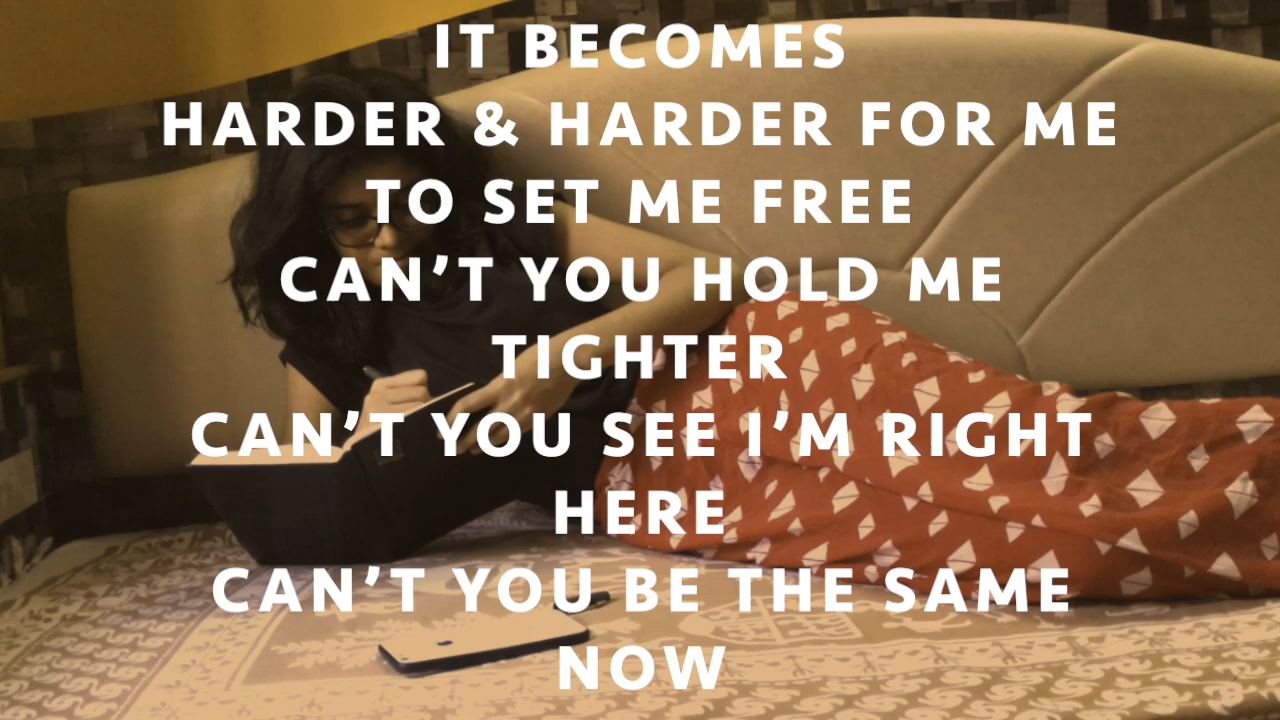 IT BECOMES
HARDER & HARDER FOR ME
TO SET ME FREE
CAN’T YOU HOLD ME
TIGHTER
CAN’T YOU SEE I’M RIGHT
HERE
CAN’T YOU BE THE SAME
NOW